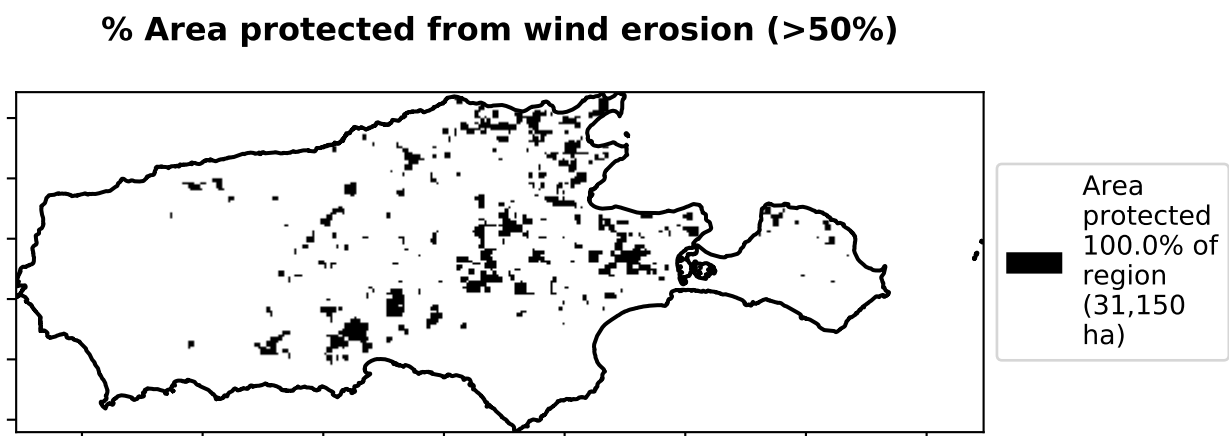 % Area protected from wind erosion (>50%)
Area
protected
100.0% of
region
(31,150
ha)